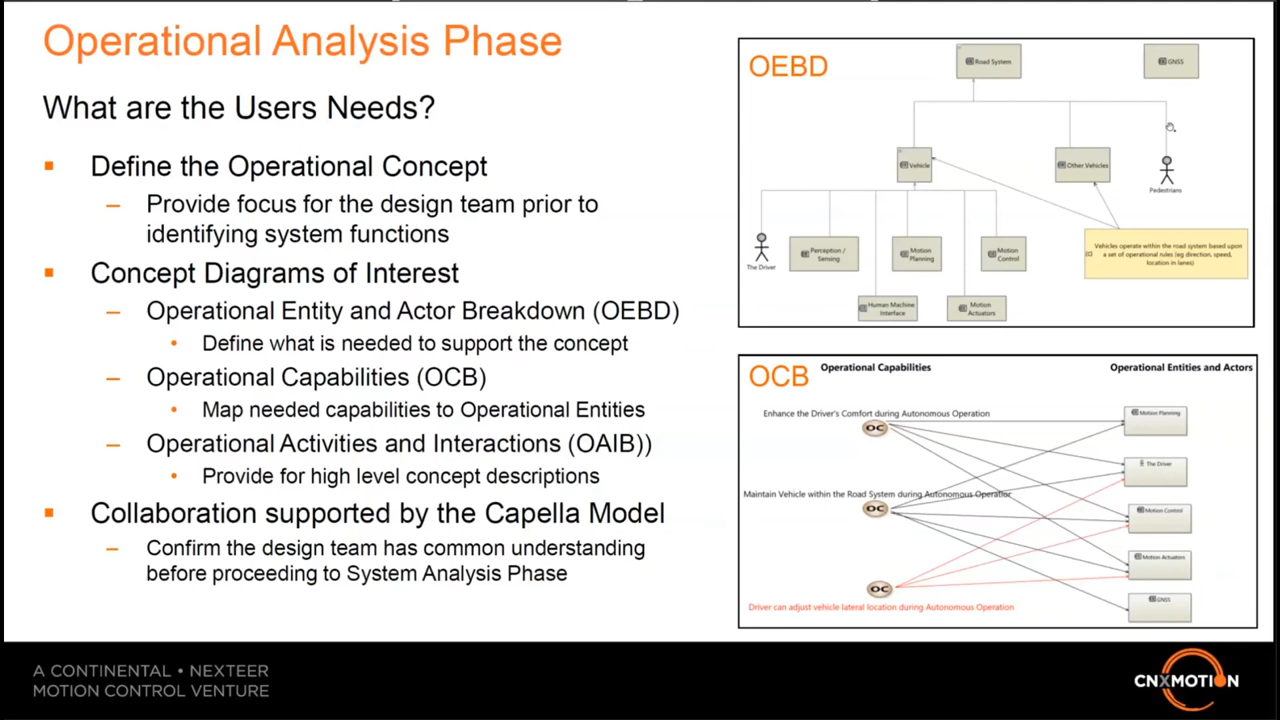 Operational Analysis Phase
What are the Users Needs?
Define the Operational Concept
– Provide focus for the design team prior to
identifying system functions
Concept Diagrams of Interest
– Operational Entity and Actor Breakdown (OEBD)
• Define what is needed to support the concept
– Operational Capabilities (OCB)
• Map needed capabilities to Operational Entities
– Operational Activities and Interactions (OAIB))
• Provide for high level concept descriptions
Collaboration supported by the Capella Model
– Confirm the design team has common understanding
before proceeding to System Analysis Phase
OEBD
Road System
GNSS
Vehicle
Other Vehicles
Pedestrians
The Driver
Perception /
Sensing
Motion
Planning
Motion
Control
Vehicles operate within the road system based upon
a set of operational rules (eg direction, speed,
location in lanes)
Human Machine
Interface
Motion
Actuators
OCB
Operational Capabilities
Operational Entities and Actors
Enhance the Driver's Comfort during Autonomous Operation
OC
Motion Planning
The Driver
Maintain Vehicle within the Road System during Autonomous Operation
OC
Motion Control
Motion Actuators
OC
GNSS
Driver can adjust vehicle lateral location during Autonomous Operation
A CONTINENTAL • NEXTEER
MOTION CONTROL VENTURE
CNXMOTION